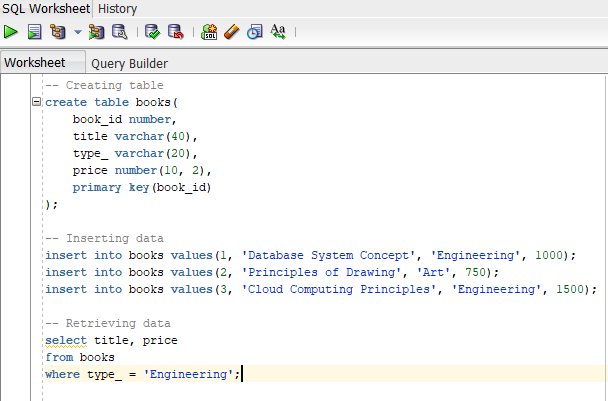 SQL Worksheet History
Aa
Worksheet Query Builder
-- Creating table
create table books(
    book_id number,
    title varchar(40),
    type_ varchar(20),
    price number(10, 2),
    primary key(book_id)
);
-- Inserting data
insert into books values(1, 'Database System Concept', 'Engineering', 1000);
insert into books values(2, 'Principles of Drawing', 'Art', 750);
insert into books values(3, 'Cloud Computing Principles', 'Engineering', 1500);
-- Retrieving data
select title, price
from books
where type_ = 'Engineering';